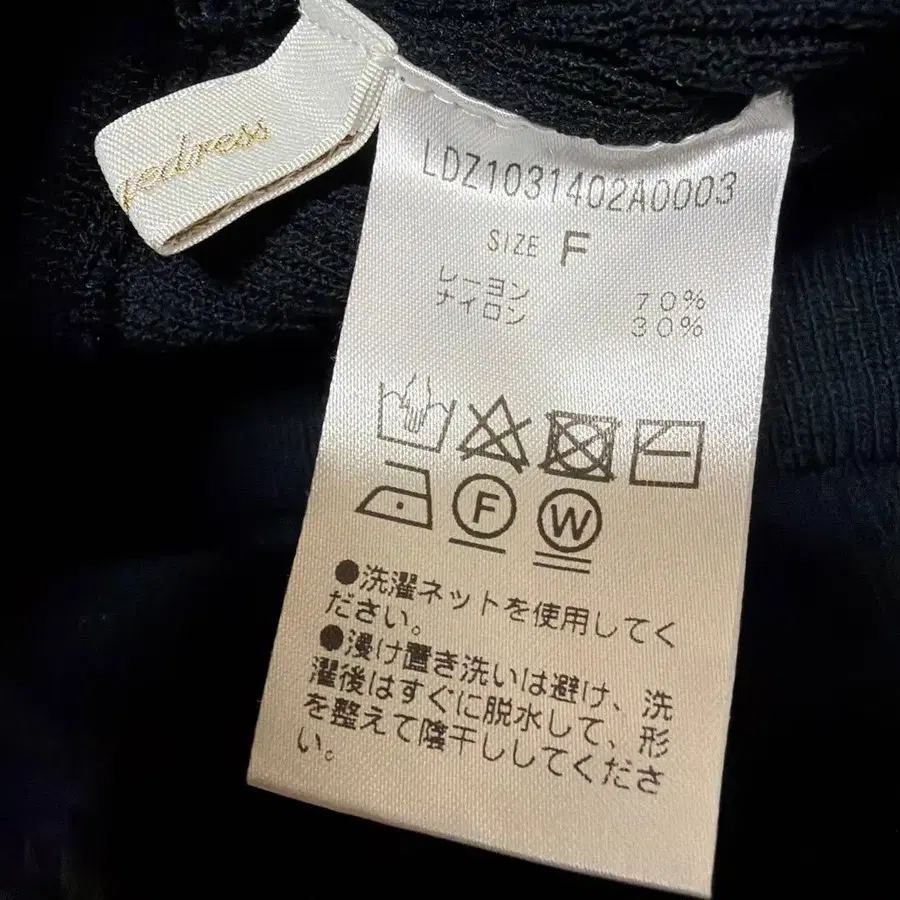 edress
LDZ1031402A0003
SIZE F
レーヨン 70%
ナイロン 30%
F
W
●洗濯ネットを使用してく
ださい。
●浸け置き洗いは避け、洗
濯後はすぐに脱水して、形
を整えて陰干ししてくださ
い。